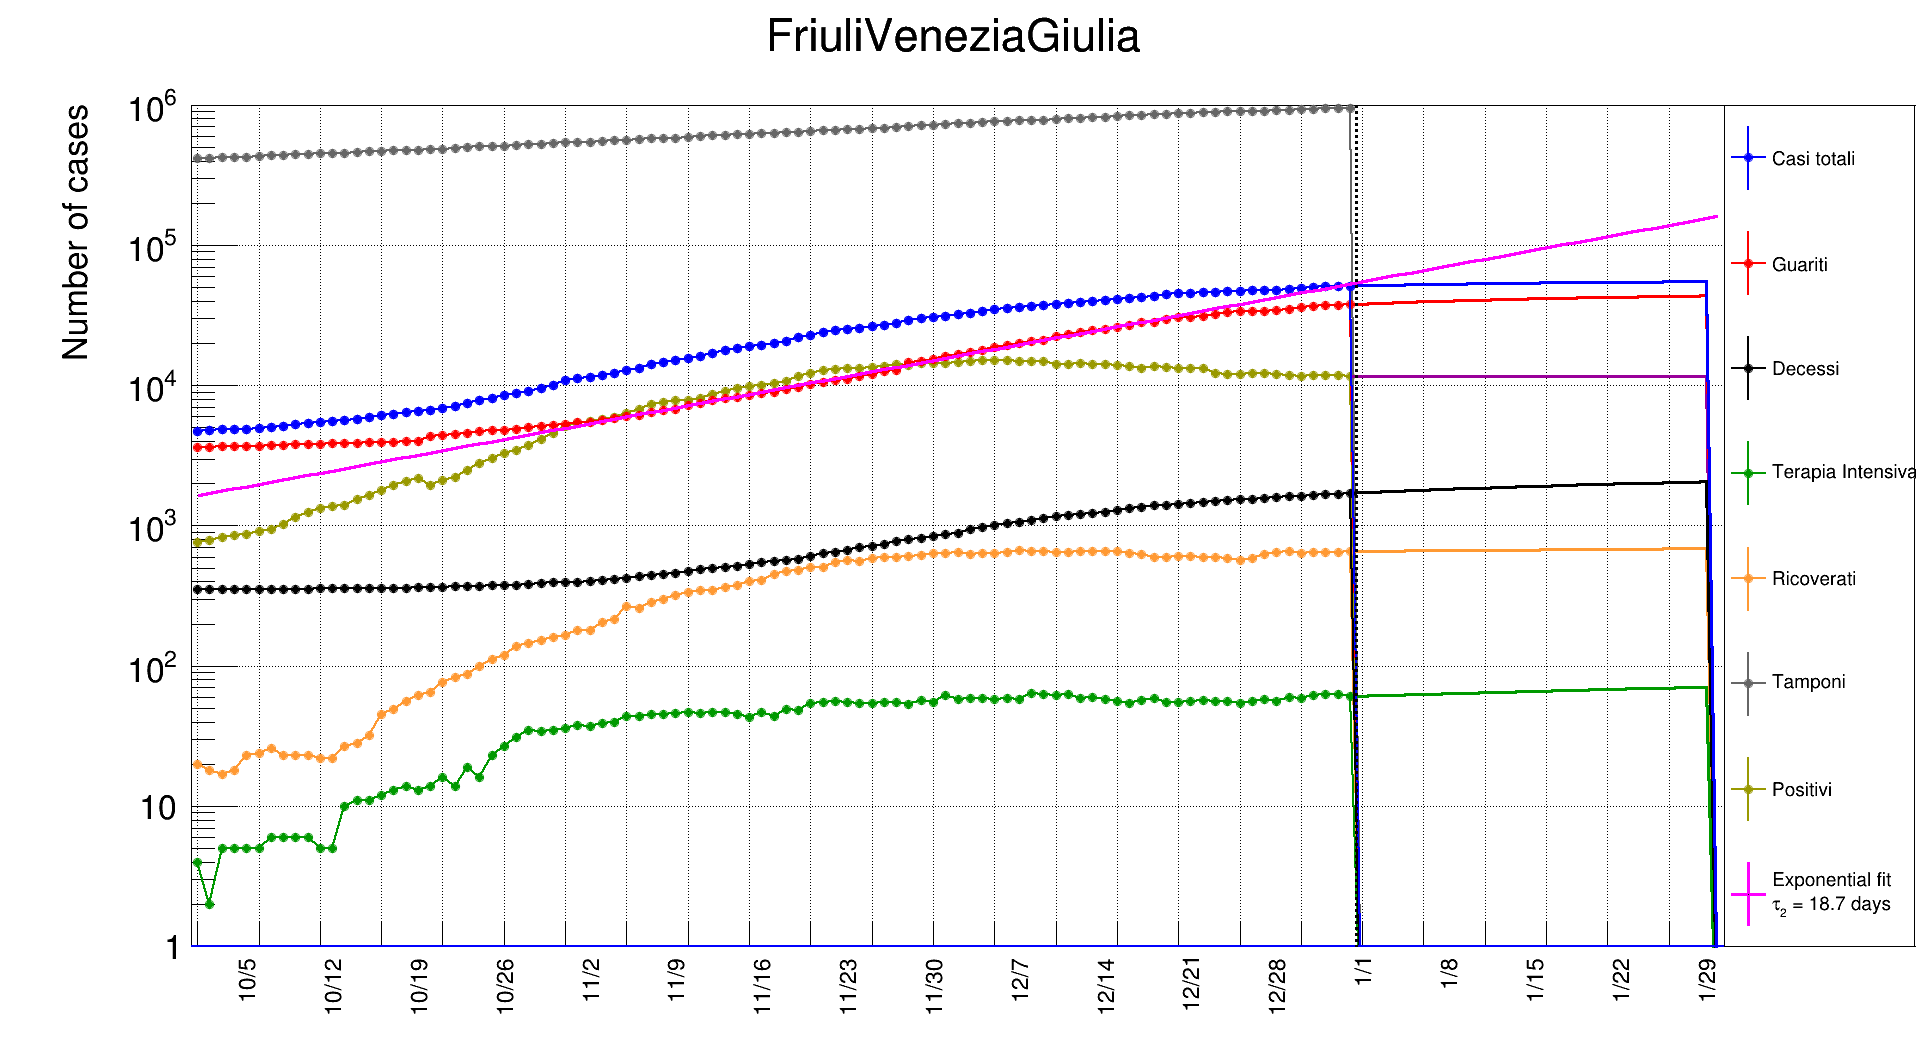 FriuliVeneziaGiulia
Number of cases
10^6
10^5
10^4
10^3
10^2
10
1
10/5
10/12
10/19
10/26
11/2
11/9
11/16
11/23
11/30
12/7
12/14
12/21
12/28
1/1
1/8
1/15
1/22
1/29
Casi totali
Guariti
Decessi
Terapia Intensiva
Ricoverati
Tamponi
Positivi
Exponential fit
τ₂ = 18.7 days